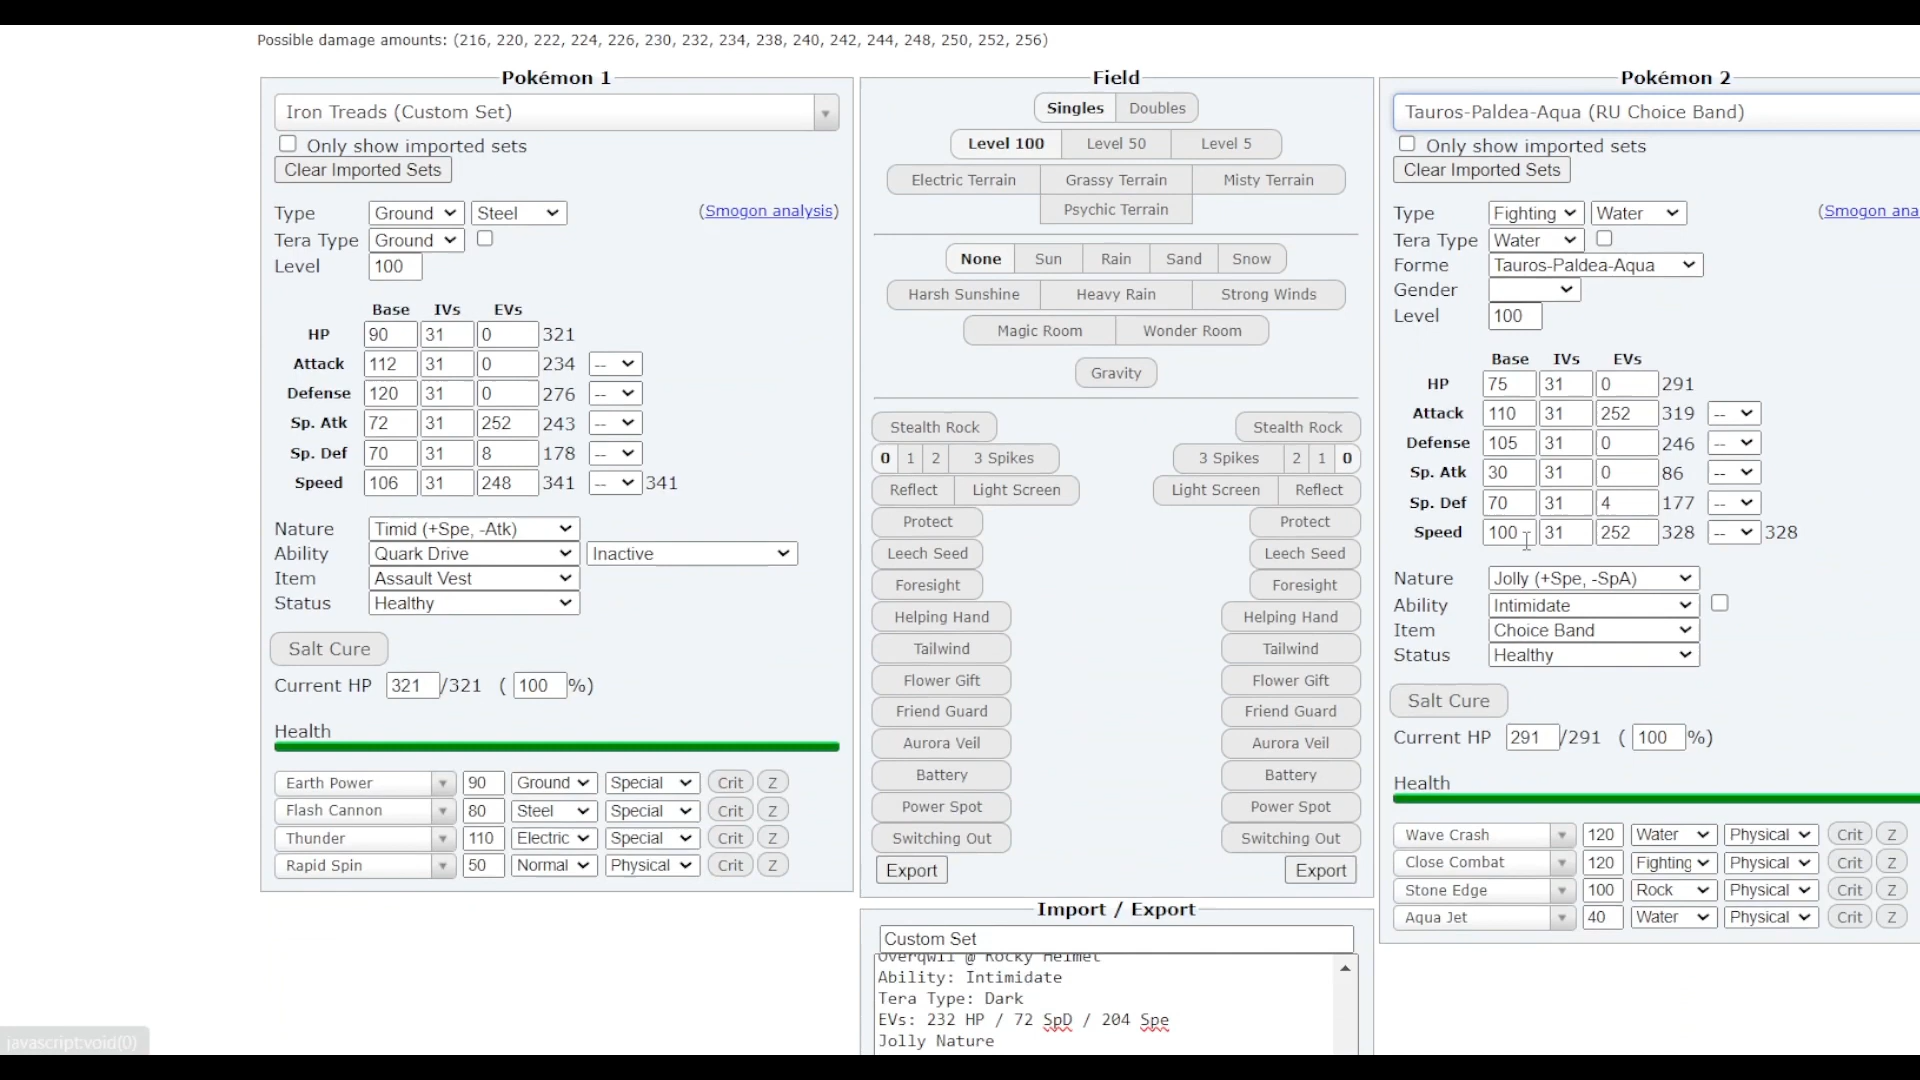 Possible damage amounts: (216, 220, 222, 224, 226, 230, 232, 234, 238, 240, 242, 244, 248, 250, 252, 256)
Pokémon 1
Iron Treads (Custom Set)
Only show imported sets
Clear Imported Sets
Type Ground Steel (Smogon analysis)
Tera Type Ground
Level 100
Base IVs EVs
HP 90 31 0 321
Attack 112 31 0 234 --
Defense 120 31 0 276 --
Sp. Atk 72 31 252 243 --
Sp. Def 70 31 8 178 --
Speed 106 31 248 341 -- 341
Nature Timid (+Spe, -Atk)
Ability Quark Drive Inactive
Item Assault Vest
Status Healthy
Salt Cure
Current HP 321/321 ( 100 %)
Health
Earth Power 90 Ground Special Crit Z
Flash Cannon 80 Steel Special Crit Z
Thunder 110 Electric Special Crit Z
Rapid Spin 50 Normal Physical Crit Z
Field
Singles Doubles
Level 100 Level 50 Level 5
Electric Terrain Grassy Terrain Misty Terrain
Psychic Terrain
None Sun Rain Sand Snow
Harsh Sunshine Heavy Rain Strong Winds
Magic Room Wonder Room
Gravity
Stealth Rock Stealth Rock
0 1 2 3 Spikes 3 Spikes 2 1 0
Reflect Light Screen Light Screen Reflect
Protect Protect
Leech Seed Leech Seed
Foresight Foresight
Helping Hand Helping Hand
Tailwind Tailwind
Flower Gift Flower Gift
Friend Guard Friend Guard
Aurora Veil Aurora Veil
Battery Battery
Power Spot Power Spot
Switching Out Switching Out
Export Export
Import / Export
Custom Set
Overqwil @ Rocky Helmet
Ability: Intimidate
Tera Type: Dark
EVs: 232 HP / 72 SpD / 204 Spe
Jolly Nature
Pokémon 2
Tauros-Paldea-Aqua (RU Choice Band)
Only show imported sets
Clear Imported Sets
Type Fighting Water (Smogon ana
Tera Type Water
Forme Tauros-Paldea-Aqua
Gender
Level 100
Base IVs EVs
HP 75 31 0 291
Attack 110 31 252 319 --
Defense 105 31 0 246 --
Sp. Atk 30 31 0 86 --
Sp. Def 70 31 4 177 --
Speed 100 31 252 328 -- 328
Nature Jolly (+Spe, -SpA)
Ability Intimidate
Item Choice Band
Status Healthy
Salt Cure
Current HP 291/291 ( 100 %)
Health
Wave Crash 120 Water Physical Crit Z
Close Combat 120 Fighting Physical Crit Z
Stone Edge 100 Rock Physical Crit Z
Aqua Jet 40 Water Physical Crit Z
javascript:void(0)